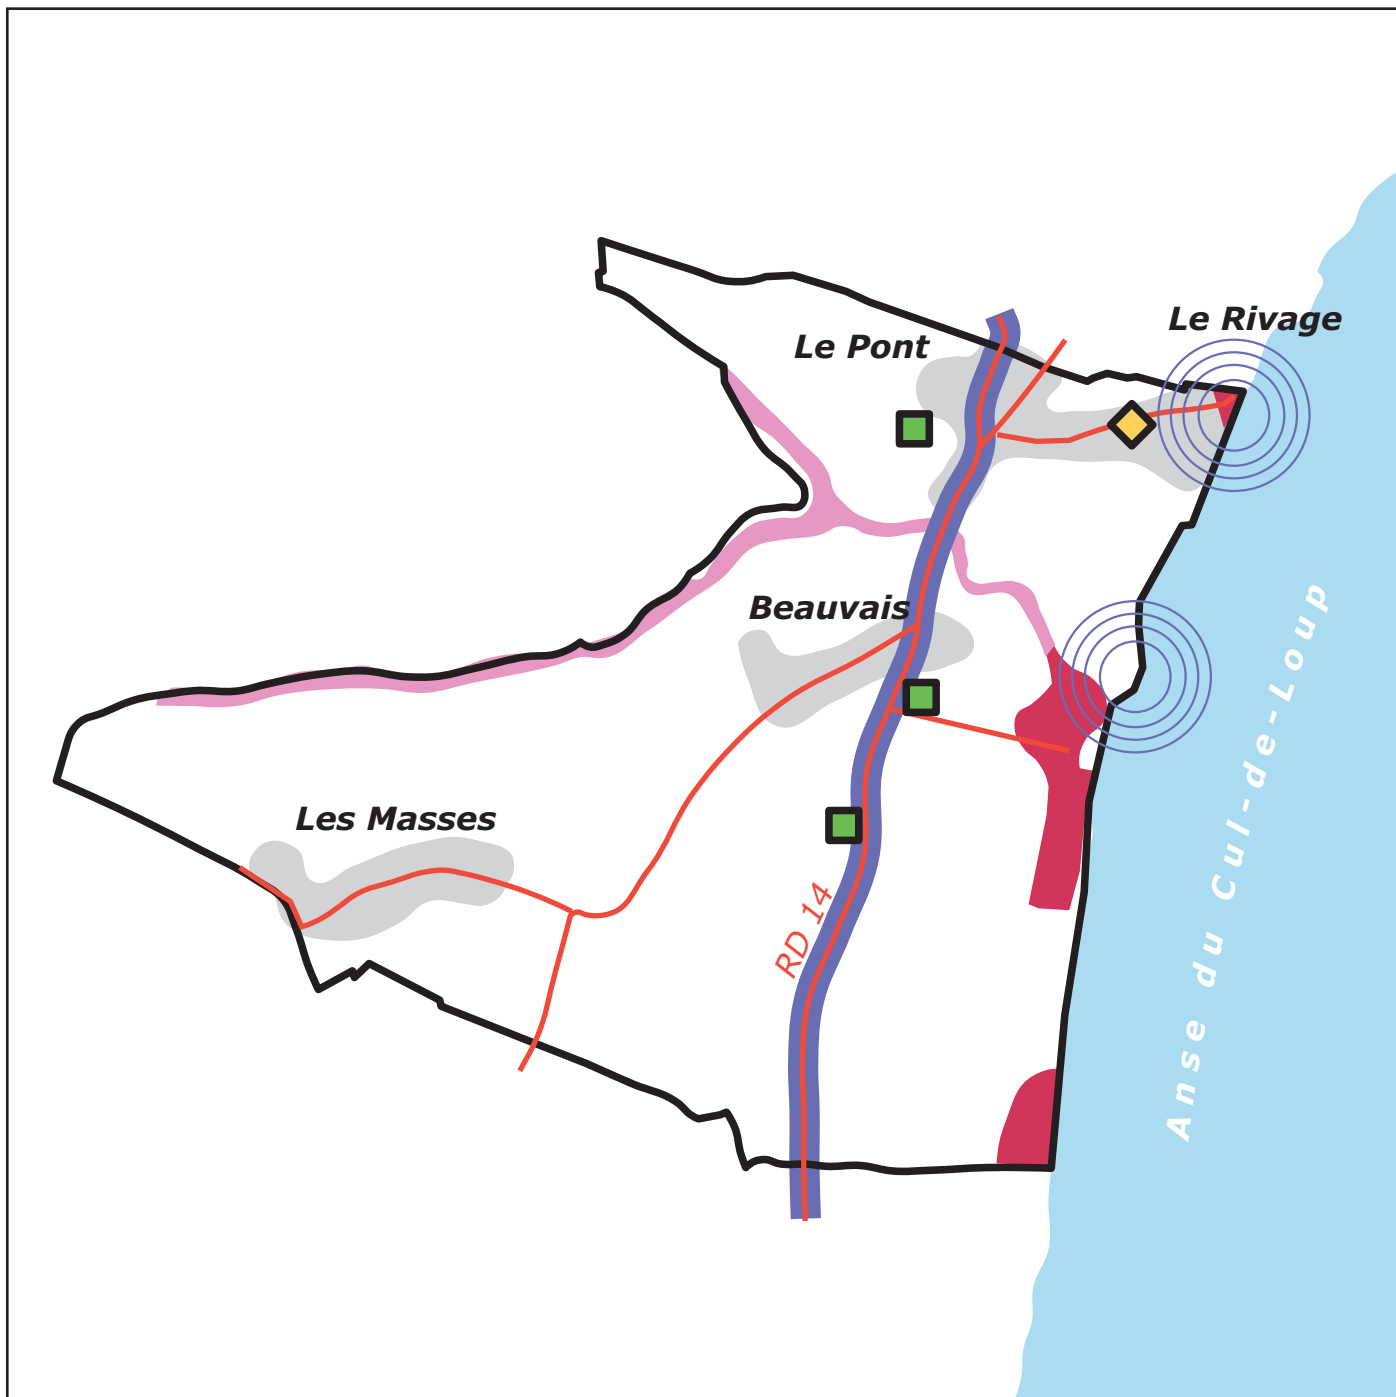 Le Rivage
Le Pont
Beauvais
Les Masses
RD 14
Anse du Cul-de-Loup